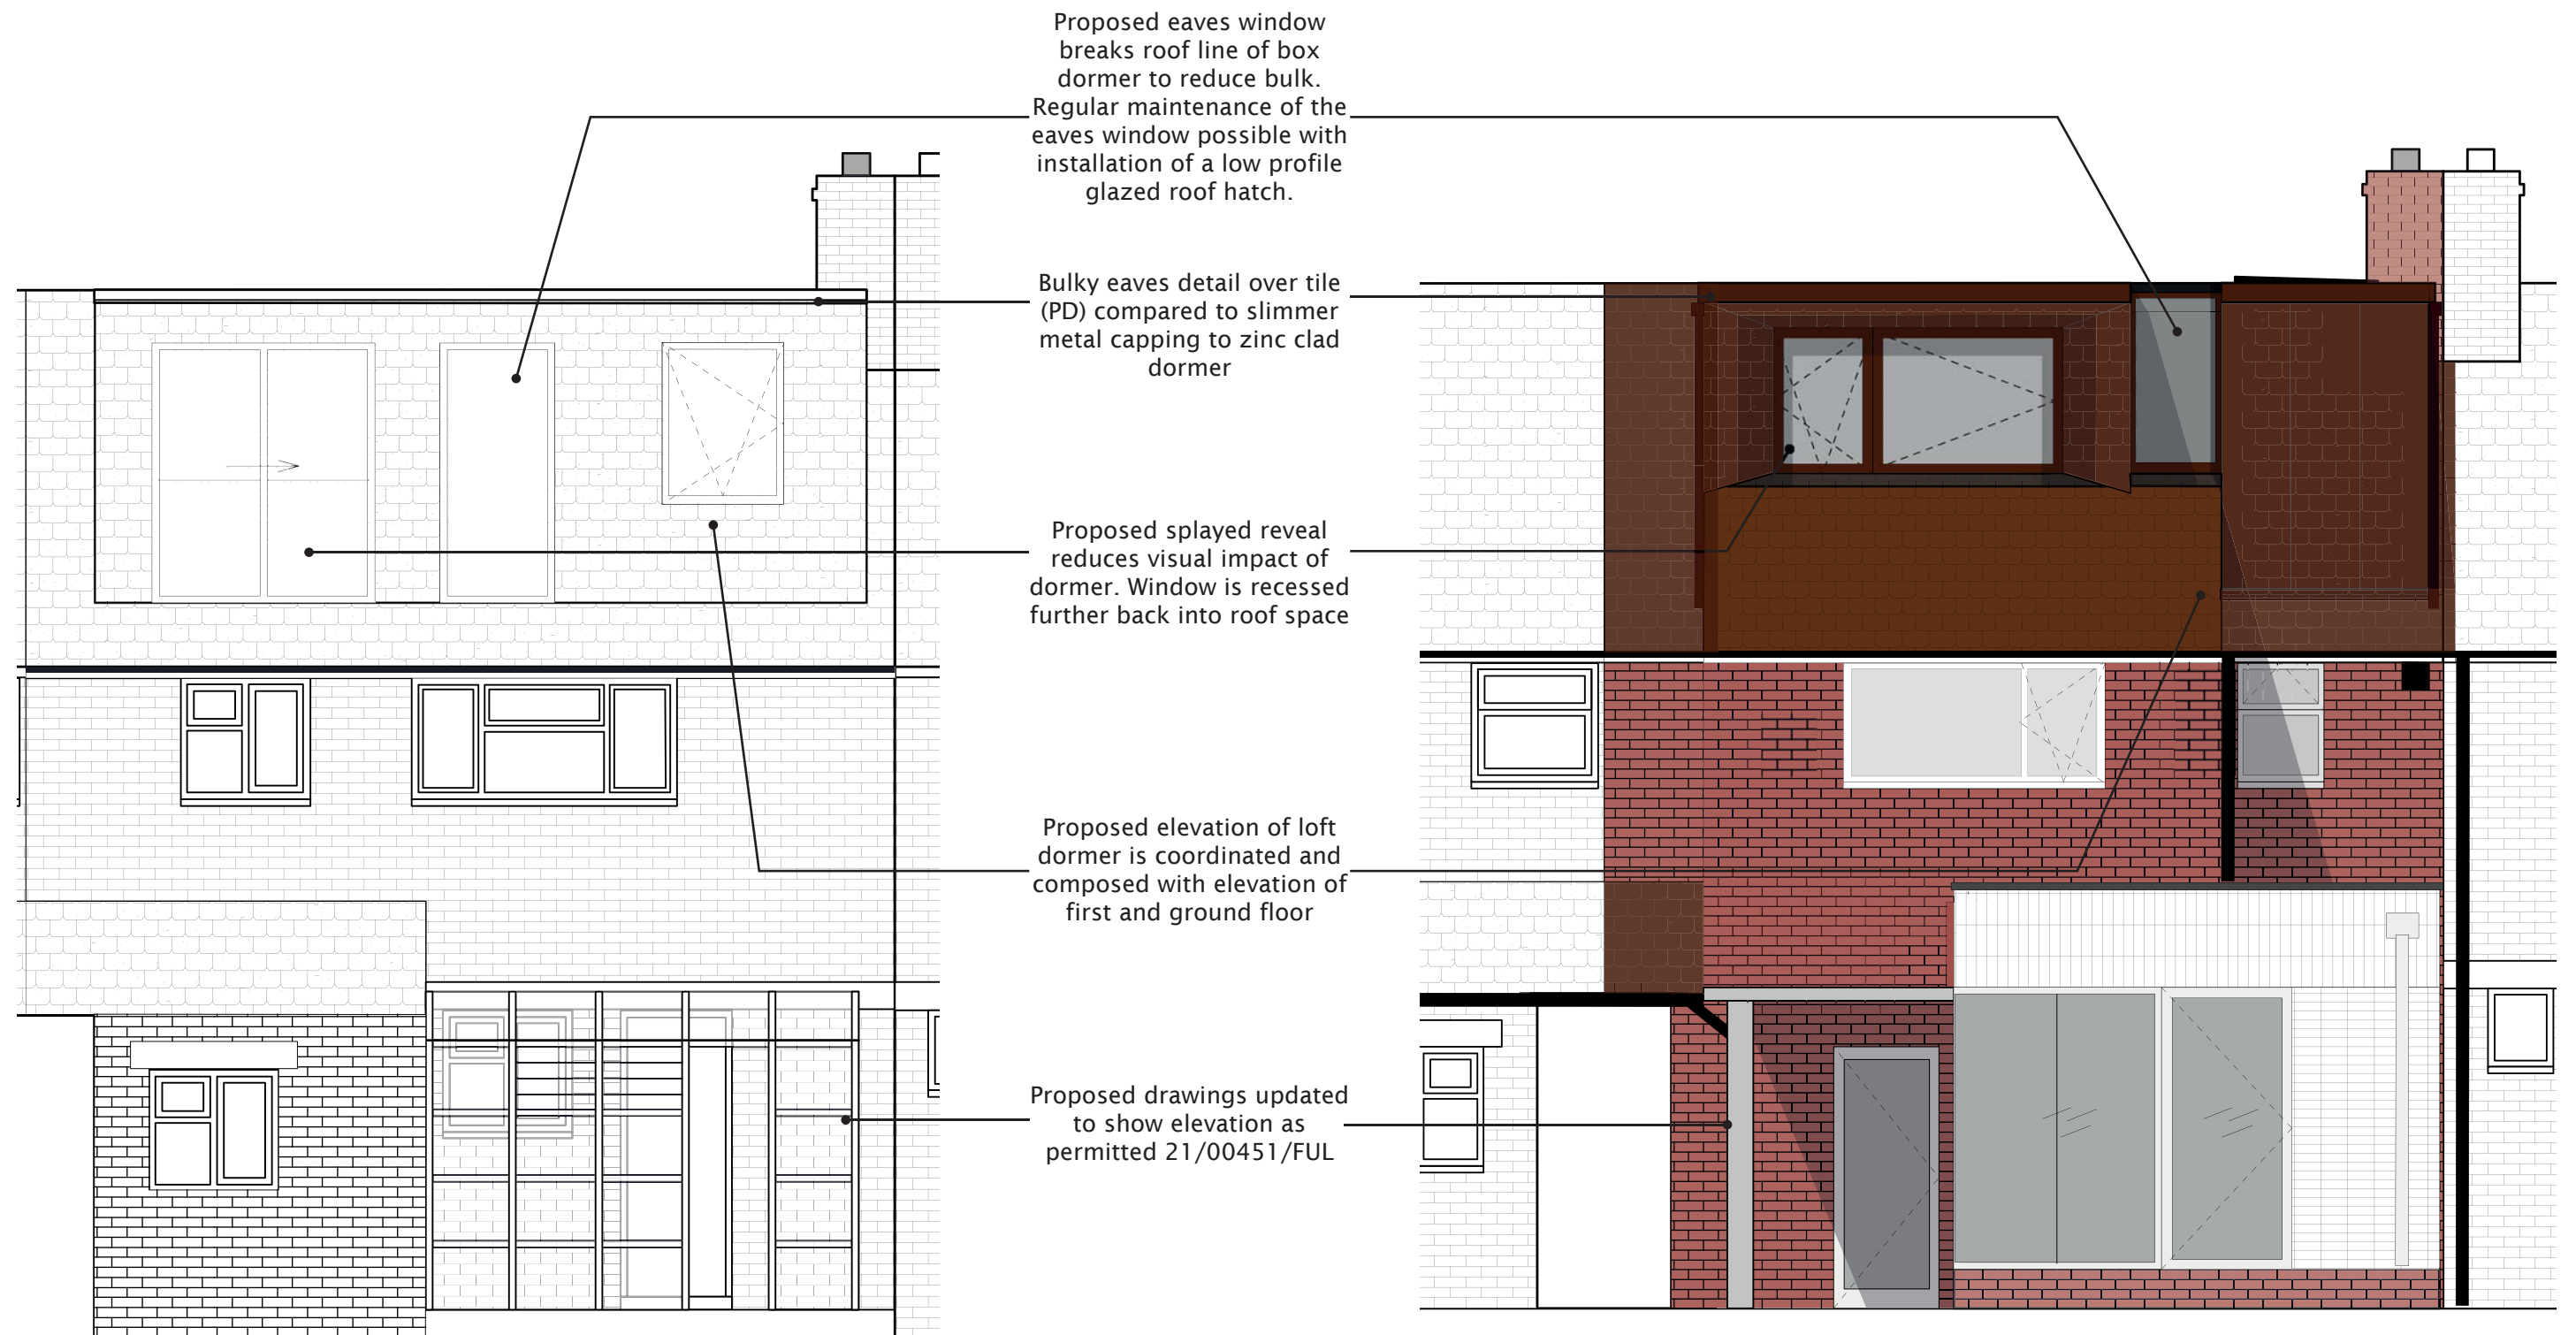 Proposed eaves window
breaks roof line of box
dormer to reduce bulk.
Regular maintenance of the
eaves window possible with
installation of a low profile
glazed roof hatch.
Bulky eaves detail over tile
(PD) compared to slimmer
metal capping to zinc clad
dormer
Proposed splayed reveal
reduces visual impact of
dormer. Window is recessed
further back into roof space
Proposed elevation of loft
dormer is coordinated and
composed with elevation of
first and ground floor
Proposed drawings updated
to show elevation as
permitted 21/00451/FUL